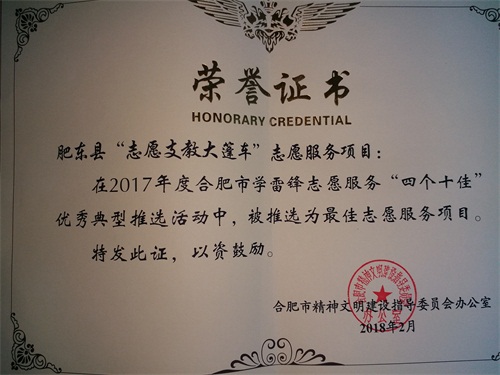 荣誉证书
HONORARY CREDENTIAL
肥东县“志愿支教大篷车”志愿服务项目：
在2017年度合肥市学雷锋志愿服务“四个十佳”
优秀典型推选活动中，被推选为最佳志愿服务项目。
特发此证，以资鼓励。
合肥市精神文明建设指导委员会办公室
2018年2月